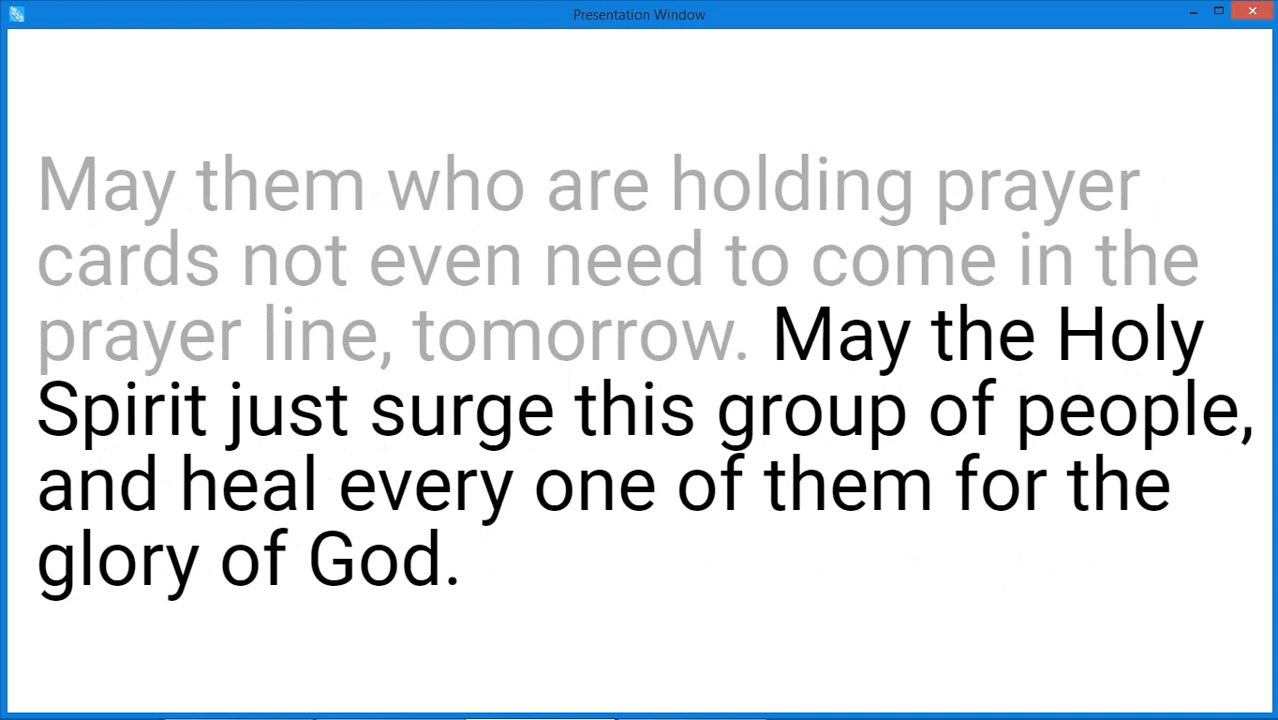 Presentation Window
May them who are holding prayer
cards not even need to come in the
prayer line, tomorrow. May the Holy
Spirit just surge this group of people,
and heal every one of them for the
glory of God.